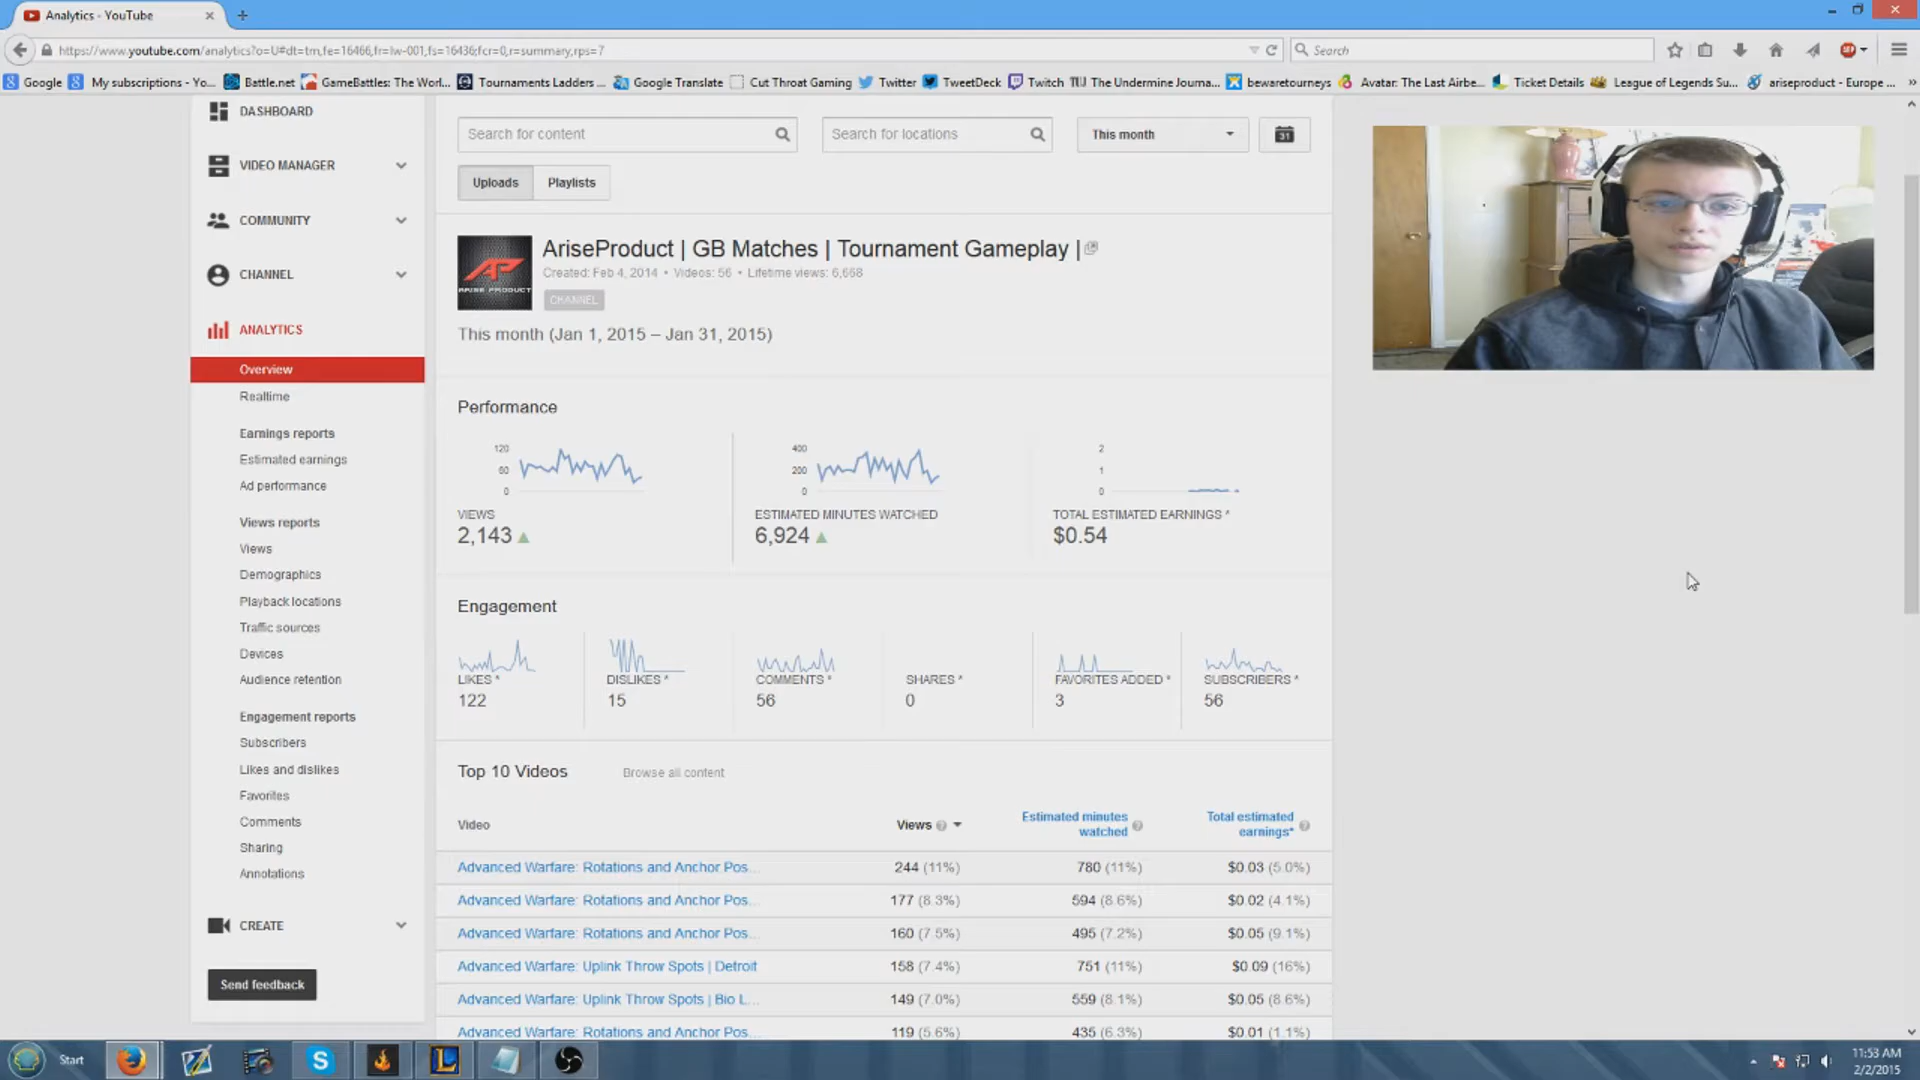 Analytics - YouTube
https://www.youtube.com/analytics?o=U#dt=tm,fe=16466,fr=lw-001,fs=16436;fcr=0,r=summary,rps=7
Search
Google
My subscriptions - Yo...
Battle.net
GameBattles: The Worl...
Tournaments Ladders ...
Google Translate
Cut Throat Gaming
Twitter
TweetDeck
Twitch
The Undermine Journa...
bewaretourneys
Avatar: The Last Airbe...
Ticket Details
League of Legends Su...
ariseproduct - Europe ...
DASHBOARD
VIDEO MANAGER
COMMUNITY
CHANNEL
ANALYTICS
Overview
Realtime
Earnings reports
Estimated earnings
Ad performance
Views reports
Views
Demographics
Playback locations
Traffic sources
Devices
Audience retention
Engagement reports
Subscribers
Likes and dislikes
Favorites
Comments
Sharing
Annotations
CREATE
Send feedback
Search for content
Search for locations
This month
31
Uploads
Playlists
ARISE PRODUCT
AriseProduct | GB Matches | Tournament Gameplay |
Created: Feb 4, 2014 • Videos: 56 • Lifetime views: 6,668
CHANNEL
This month (Jan 1, 2015 – Jan 31, 2015)
Performance
120
60
0
VIEWS
2,143
400
200
0
ESTIMATED MINUTES WATCHED
6,924
2
1
0
TOTAL ESTIMATED EARNINGS *
$0.54
Engagement
LIKES *
122
DISLIKES *
15
COMMENTS *
56
SHARES *
0
FAVORITES ADDED *
3
SUBSCRIBERS *
56
Top 10 Videos
Browse all content
Video
Views
Estimated minutes
watched
Total estimated
earnings*
Advanced Warfare: Rotations and Anchor Pos... 244 (11%) 780 (11%) $0.03 (5.0%)
Advanced Warfare: Rotations and Anchor Pos... 177 (8.3%) 594 (8.6%) $0.02 (4.1%)
Advanced Warfare: Rotations and Anchor Pos... 160 (7.5%) 495 (7.2%) $0.05 (9.1%)
Advanced Warfare: Uplink Throw Spots | Detroit 158 (7.4%) 751 (11%) $0.09 (16%)
Advanced Warfare: Uplink Throw Spots | Bio L... 149 (7.0%) 559 (8.1%) $0.05 (8.6%)
Advanced Warfare: Rotations and Anchor Pos... 119 (5.6%) 435 (6.3%) $0.01 (1.1%)
Start
11:53 AM
2/2/2015